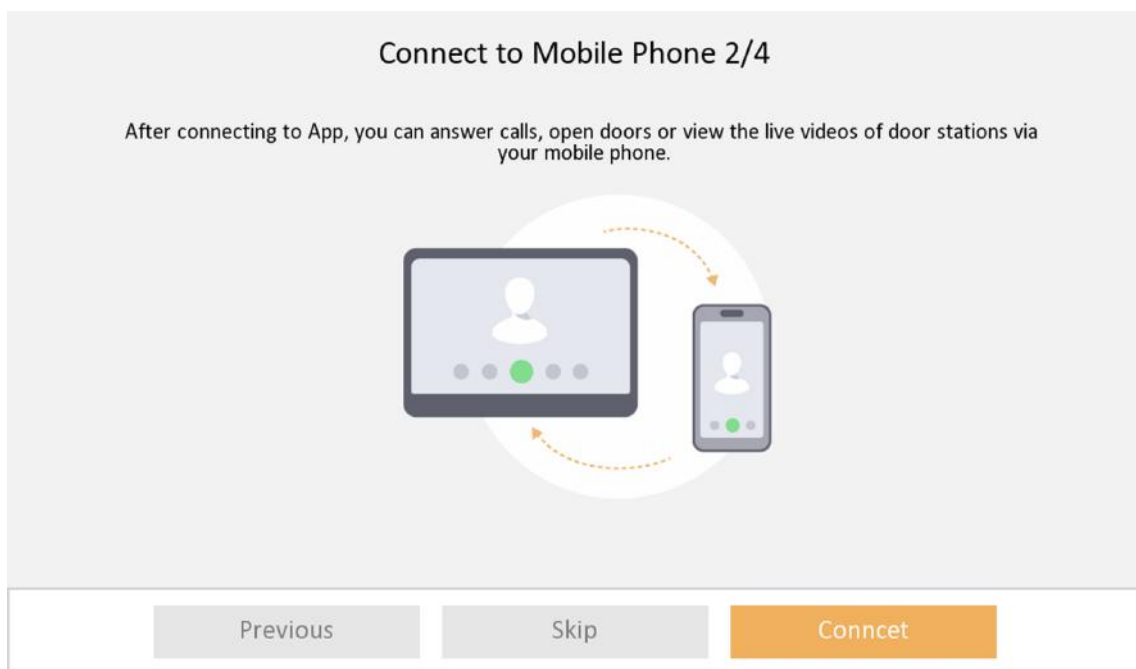 Connect to Mobile Phone 2/4
After connecting to App, you can answer calls, open doors or view the live videos of door stations via
your mobile phone.
Previous
Skip
Conncet